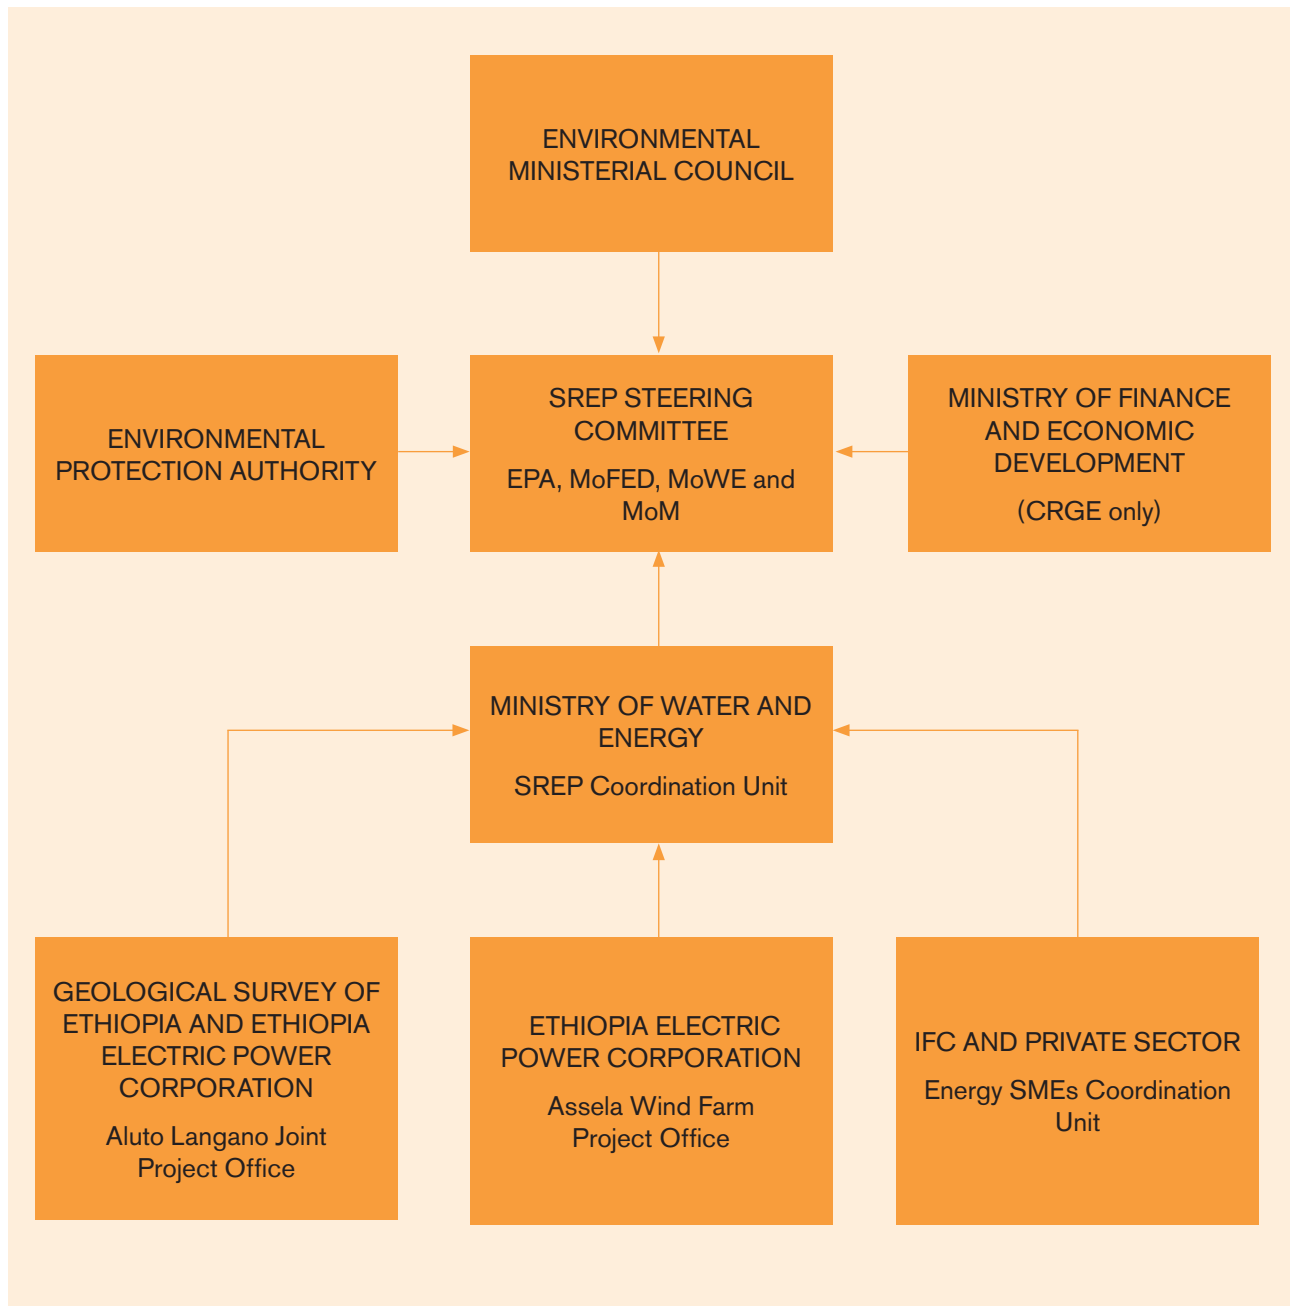 ENVIRONMENTAL
MINISTERIAL COUNCIL
ENVIRONMENTAL
PROTECTION AUTHORITY
SREP STEERING
COMMITTEE
EPA, MoFED, MoWE and
MoM
MINISTRY OF FINANCE
AND ECONOMIC
DEVELOPMENT
(CRGE only)
MINISTRY OF WATER AND
ENERGY
SREP Coordination Unit
GEOLOGICAL SURVEY OF
ETHIOPIA AND ETHIOPIA
ELECTRIC POWER
CORPORATION
Aluto Langano Joint
Project Office
ETHIOPIA ELECTRIC
POWER CORPORATION
Assela Wind Farm
Project Office
IFC AND PRIVATE SECTOR
Energy SMEs Coordination
Unit